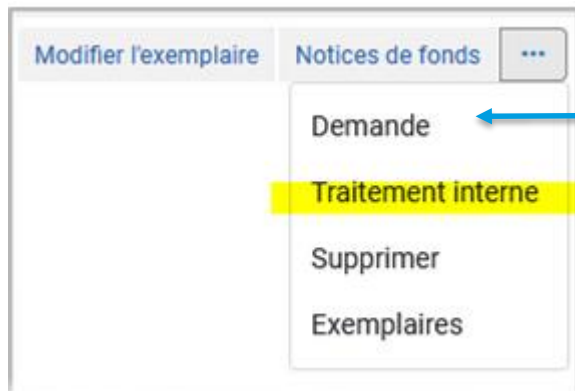 Modifier l'exemplaire Notices de fonds ...
Demande
Traitement interne
Supprimer
Exemplaires